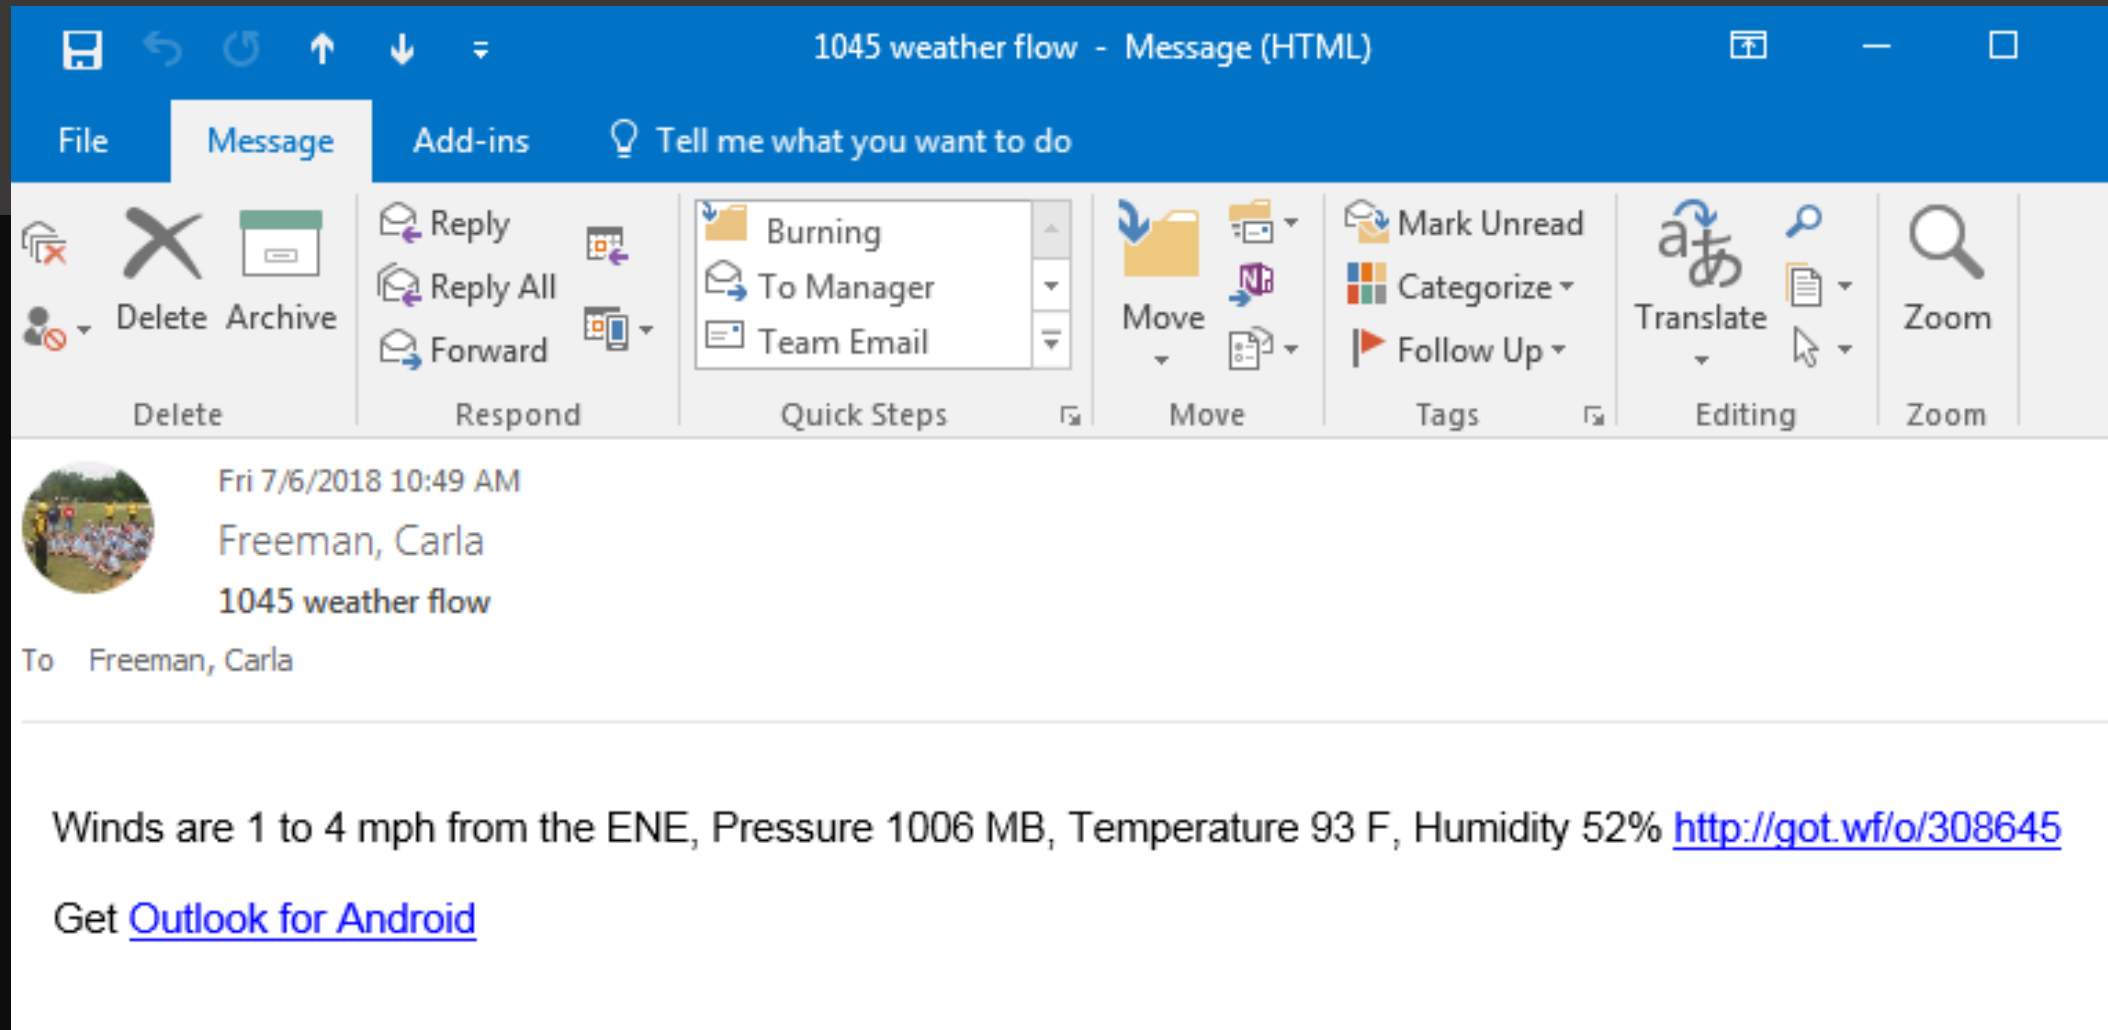 1045 weather flow - Message (HTML)
File Message Add-ins Tell me what you want to do
Delete Archive
Reply
Reply All
Forward
Burning
To Manager
Team Email
Move
Mark Unread
Categorize
Follow Up
Translate
Zoom
Delete Respond Quick Steps Move Tags Editing Zoom
Fri 7/6/2018 10:49 AM
Freeman, Carla
1045 weather flow
To Freeman, Carla
Winds are 1 to 4 mph from the ENE, Pressure 1006 MB, Temperature 93 F, Humidity 52% http://got.wf/o/308645
Get Outlook for Android